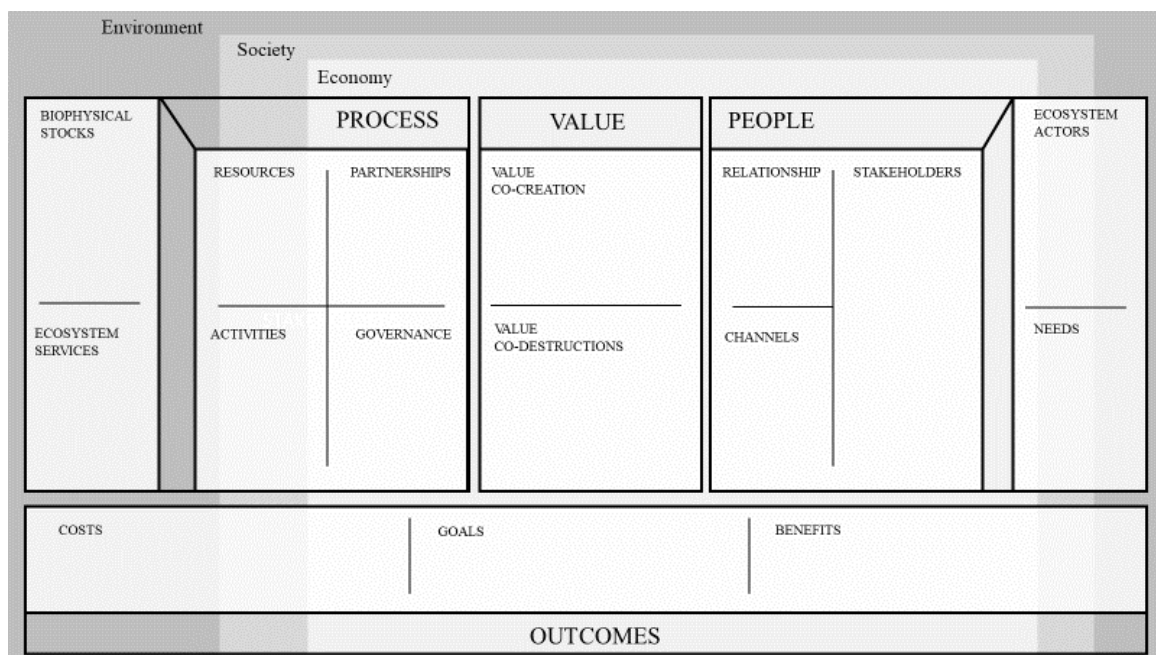 Environment
Society
Economy
BIOPHYSICAL
STOCKS
PROCESS
VALUE
PEOPLE
ECOSYSTEM
ACTORS
RESOURCES
PARTNERSHIPS
VALUE
CO-CREATION
RELATIONSHIP
STAKEHOLDERS
ECOSYSTEM
SERVICES
ACTIVITIES
GOVERNANCE
VALUE
CO-DESTRUCTIONS
CHANNELS
NEEDS
COSTS
GOALS
BENEFITS
OUTCOMES